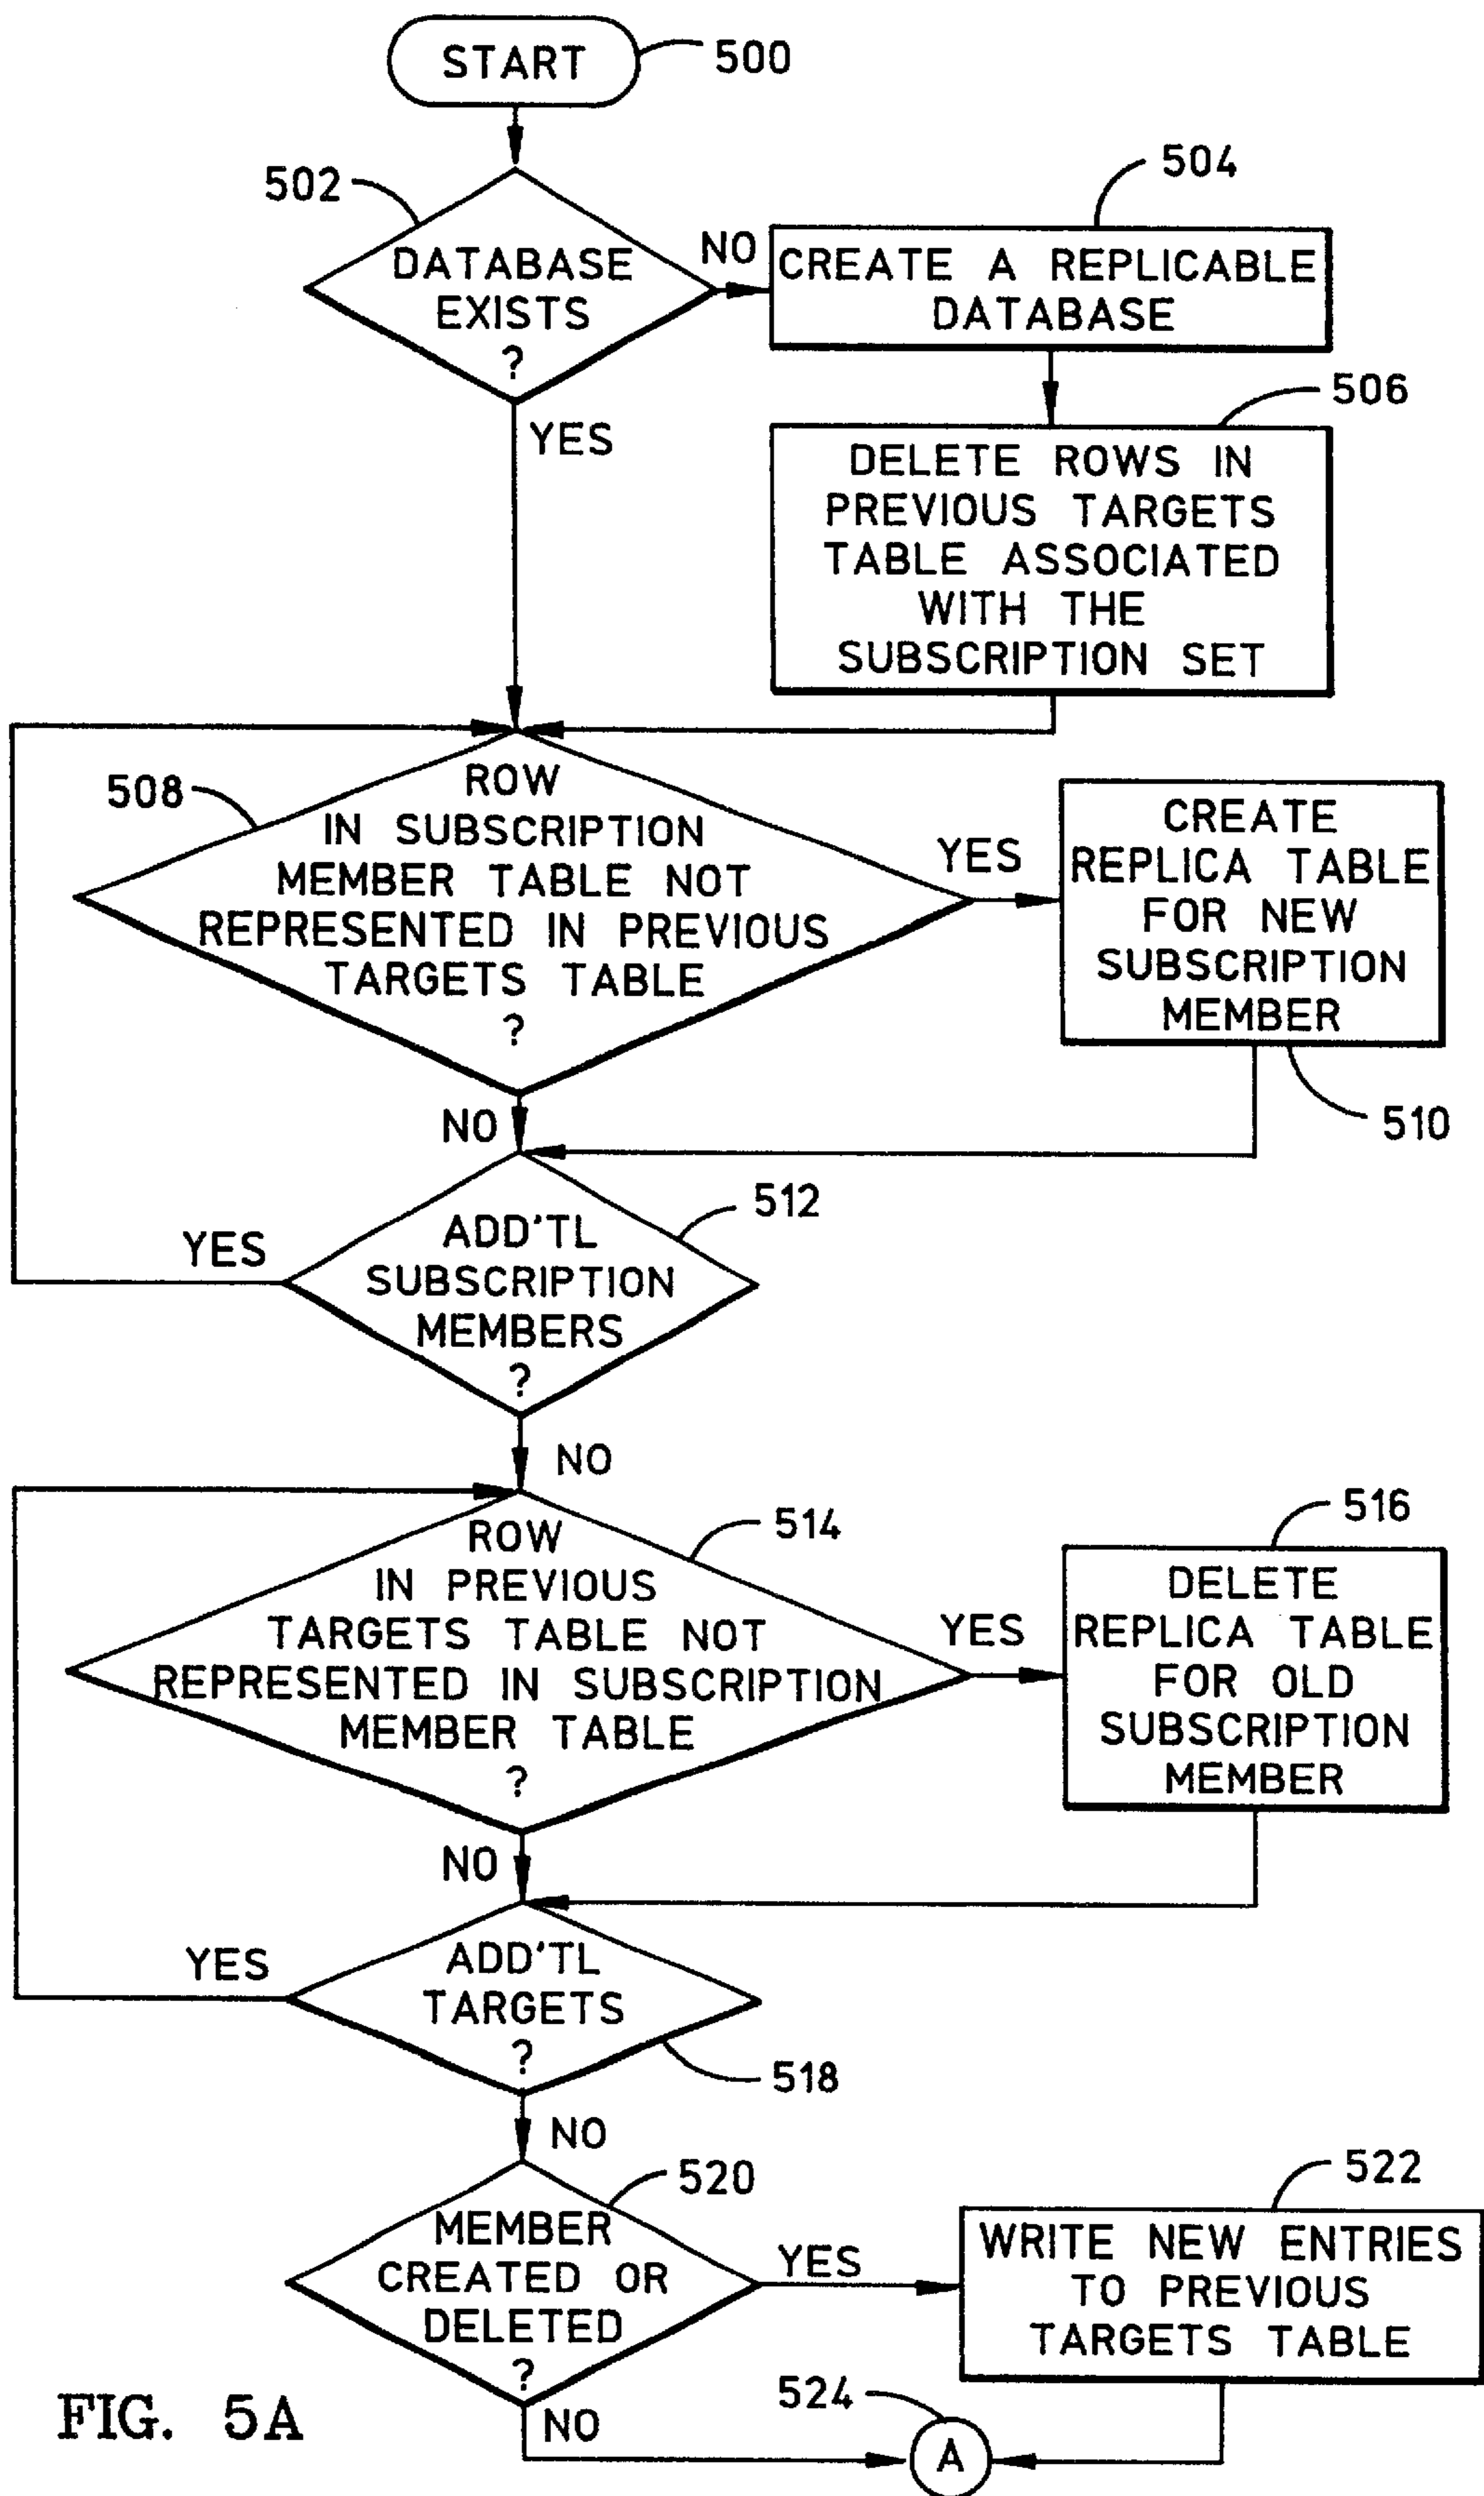 START
500
502
DATABASE
EXISTS
?
NO
504
CREATE A REPLICABLE
DATABASE
YES
506
DELETE ROWS IN
PREVIOUS TARGETS
TABLE ASSOCIATED
WITH THE
SUBSCRIPTION SET
508
ROW
IN SUBSCRIPTION
MEMBER TABLE NOT
REPRESENTED IN PREVIOUS
TARGETS TABLE
?
YES
CREATE
REPLICA TABLE
FOR NEW
SUBSCRIPTION
MEMBER
510
NO
512
ADD'TL
SUBSCRIPTION
MEMBERS
?
YES
NO
514
ROW
IN PREVIOUS
TARGETS TABLE NOT
REPRESENTED IN SUBSCRIPTION
MEMBER TABLE
?
YES
516
DELETE
REPLICA TABLE
FOR OLD
SUBSCRIPTION
MEMBER
NO
YES
ADD'TL
TARGETS
?
518
NO
520
MEMBER
CREATED OR
DELETED
?
YES
522
WRITE NEW ENTRIES
TO PREVIOUS
TARGETS TABLE
NO
524
A
FIG. 5A